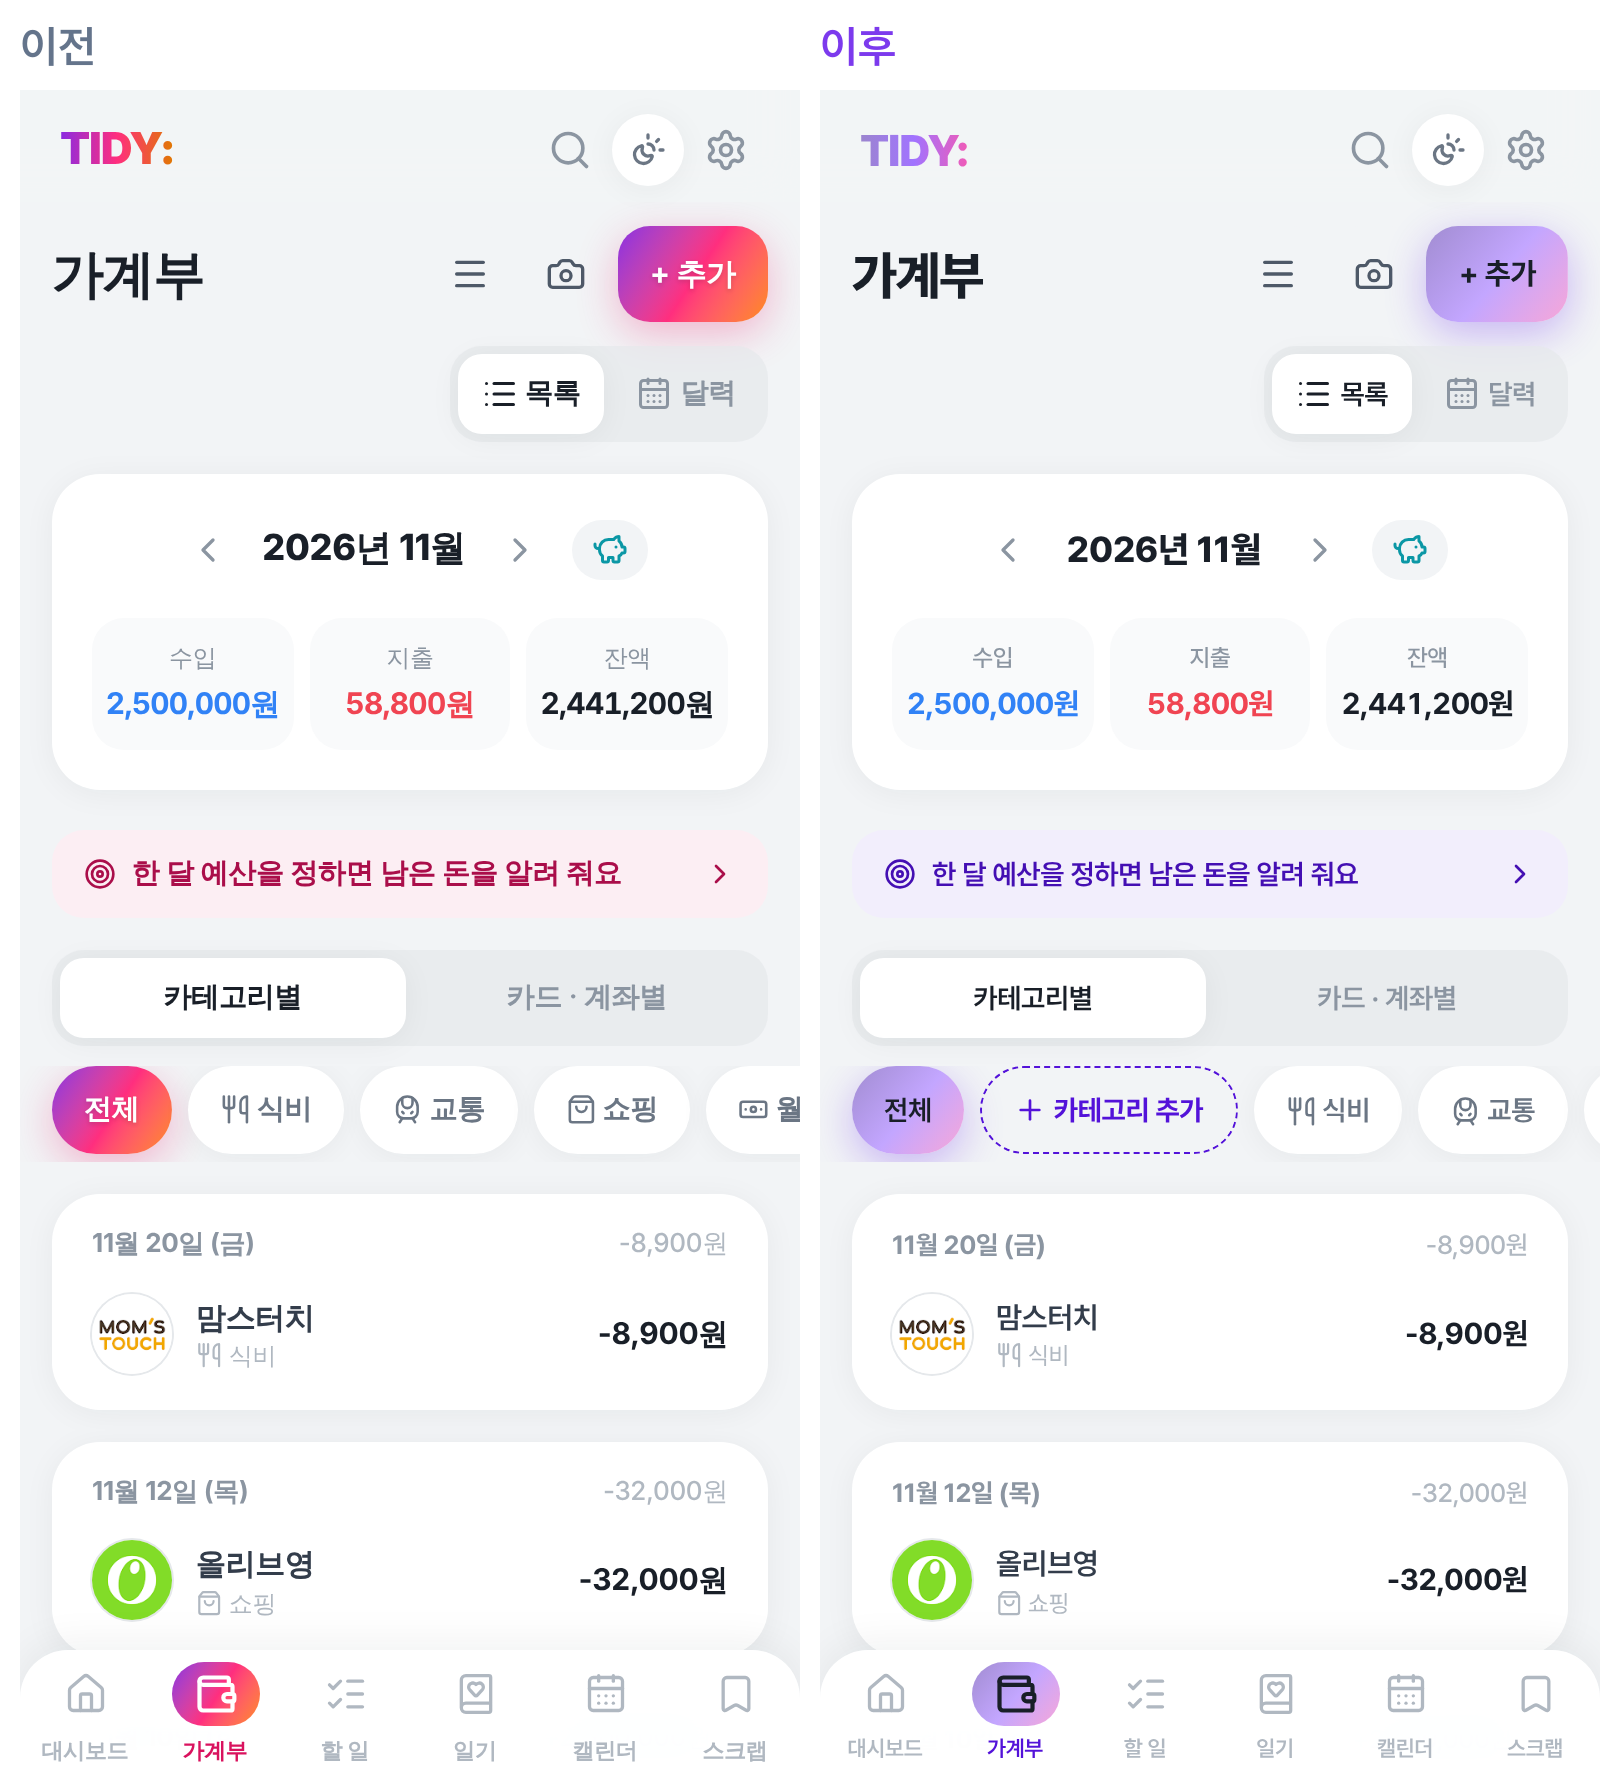 이전
TIDY:
가계부
+ 추가
목록
달력
2026년 11월
수입
지출
잔액
2,500,000원
58,800원
2,441,200원
한 달 예산을 정하면 남은 돈을 알려 줘요
카테고리별
카드 · 계좌별
전체
식비
교통
쇼핑
월
11월 20일 (금)
-8,900원
MOM'S
TOUCH
맘스터치
식비
-8,900원
11월 12일 (목)
-32,000원
올리브영
쇼핑
-32,000원
대시보드
가계부
할 일
일기
캘린더
스크랩
이후
TIDY:
가계부
+ 추가
목록
달력
2026년 11월
수입
지출
잔액
2,500,000원
58,800원
2,441,200원
한 달 예산을 정하면 남은 돈을 알려 줘요
카테고리별
카드 · 계좌별
전체
+ 카테고리 추가
식비
교통
11월 20일 (금)
-8,900원
MOM'S
TOUCH
맘스터치
식비
-8,900원
11월 12일 (목)
-32,000원
올리브영
쇼핑
-32,000원
대시보드
가계부
할 일
일기
캘린더
스크랩